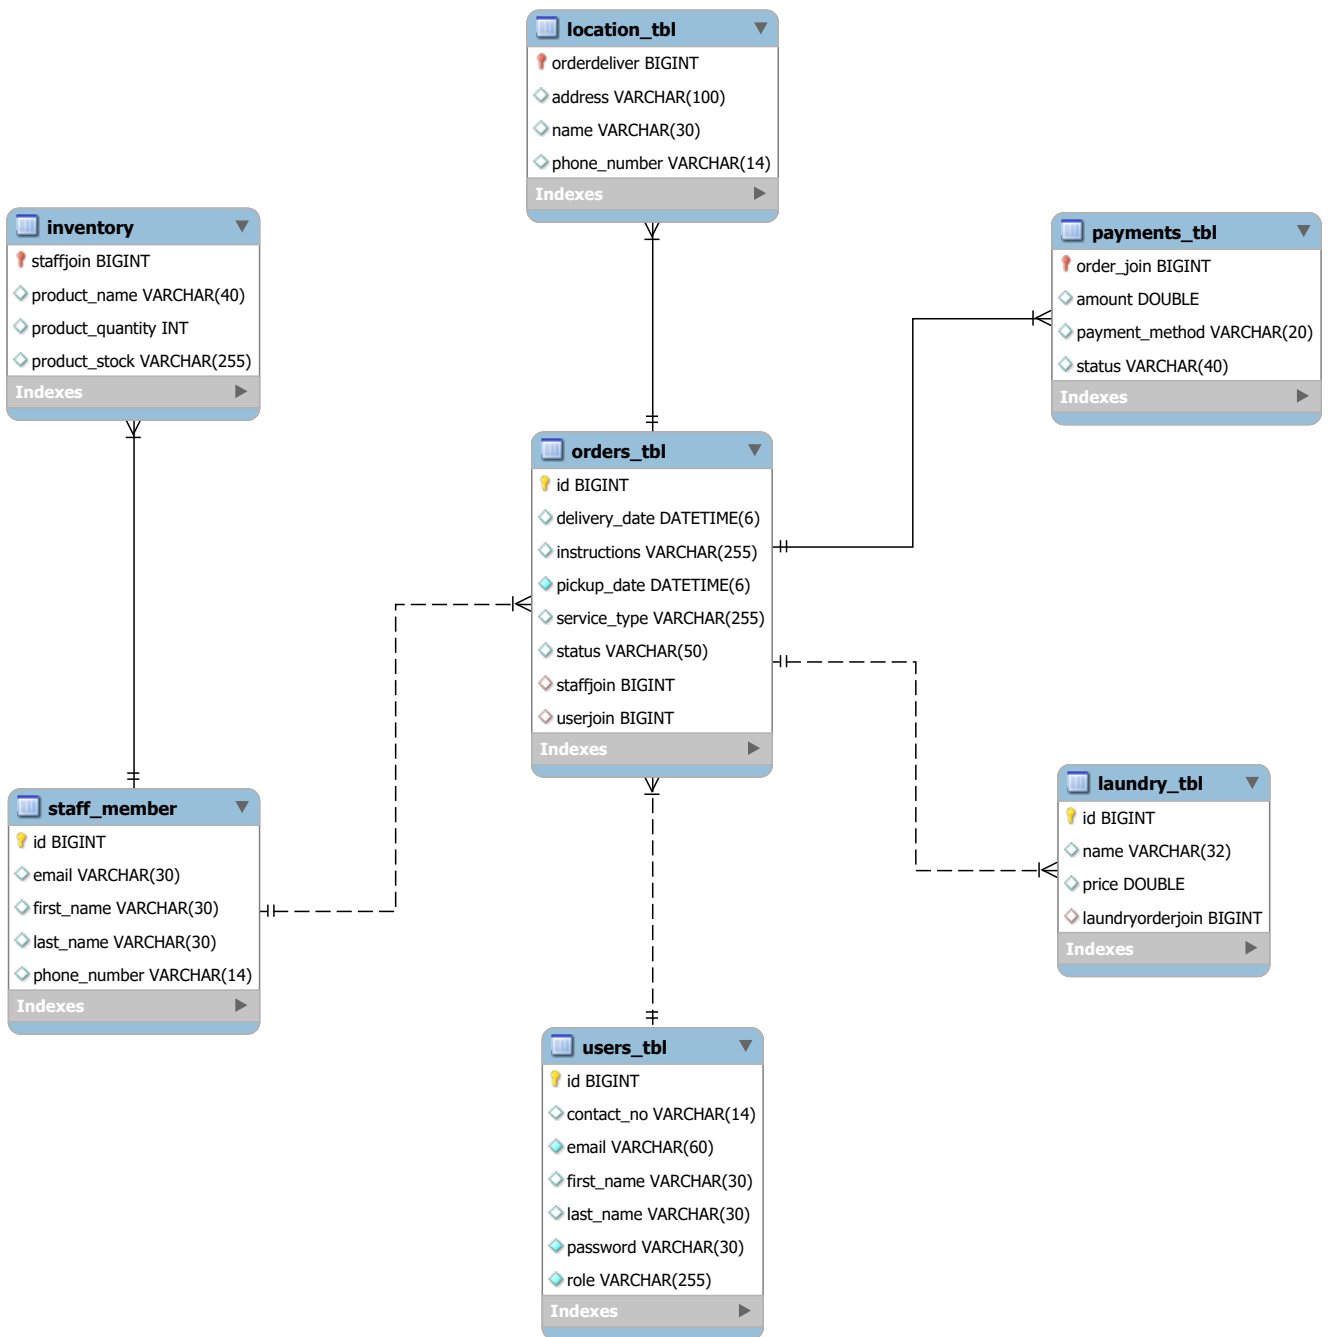 location_tbl
orderdeliver BIGINT
address VARCHAR(100)
name VARCHAR(30)
phone_number VARCHAR(14)
Indexes
inventory
staffjoin BIGINT
product_name VARCHAR(40)
product_quantity INT
product_stock VARCHAR(255)
Indexes
payments_tbl
order_join BIGINT
amount DOUBLE
payment_method VARCHAR(20)
status VARCHAR(40)
Indexes
orders_tbl
id BIGINT
delivery_date DATETIME(6)
instructions VARCHAR(255)
pickup_date DATETIME(6)
service_type VARCHAR(255)
status VARCHAR(50)
staffjoin BIGINT
userjoin BIGINT
Indexes
staff_member
id BIGINT
email VARCHAR(30)
first_name VARCHAR(30)
last_name VARCHAR(30)
phone_number VARCHAR(14)
Indexes
laundry_tbl
id BIGINT
name VARCHAR(32)
price DOUBLE
laundryorderjoin BIGINT
Indexes
users_tbl
id BIGINT
contact_no VARCHAR(14)
email VARCHAR(60)
first_name VARCHAR(30)
last_name VARCHAR(30)
password VARCHAR(30)
role VARCHAR(255)
Indexes